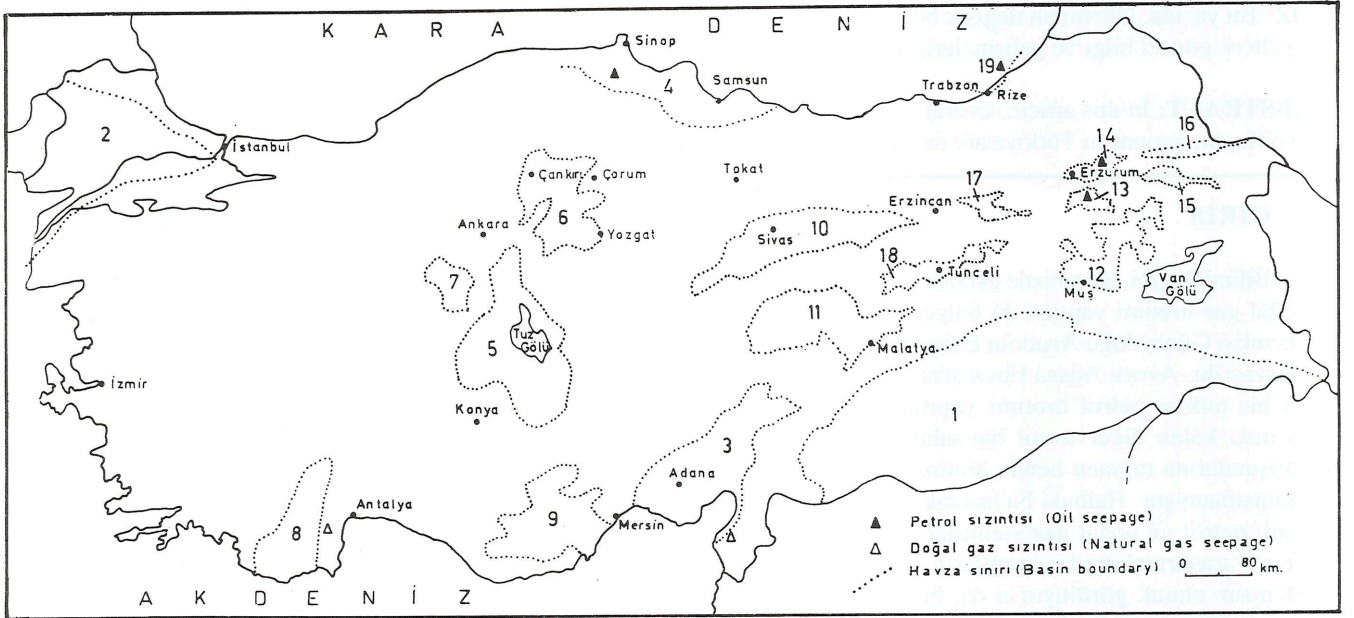 K A R A D E N İ Z
Sinop
19
Trabzon
Rize
4
Samsun
2
İstanbul
16
14
Çankırı
Çorum
Tokat
Erzurum
17
13
15
Erzincan
6
Ankara
Yozgat
10
Sivas
18
Tunceli
12
Muş
Van
Gölü
7
11
5
Tuz
Gölü
Malatya
İzmir
Konya
1
3
Adana
Antalya
9
Mersin
8
Petrol sızıntısı (Oil seepage)
Doğal gaz sızıntısı (Natural gas seepage)
Havza sınırı (Basin boundary) 0 80 km.
A K D E N İ Z